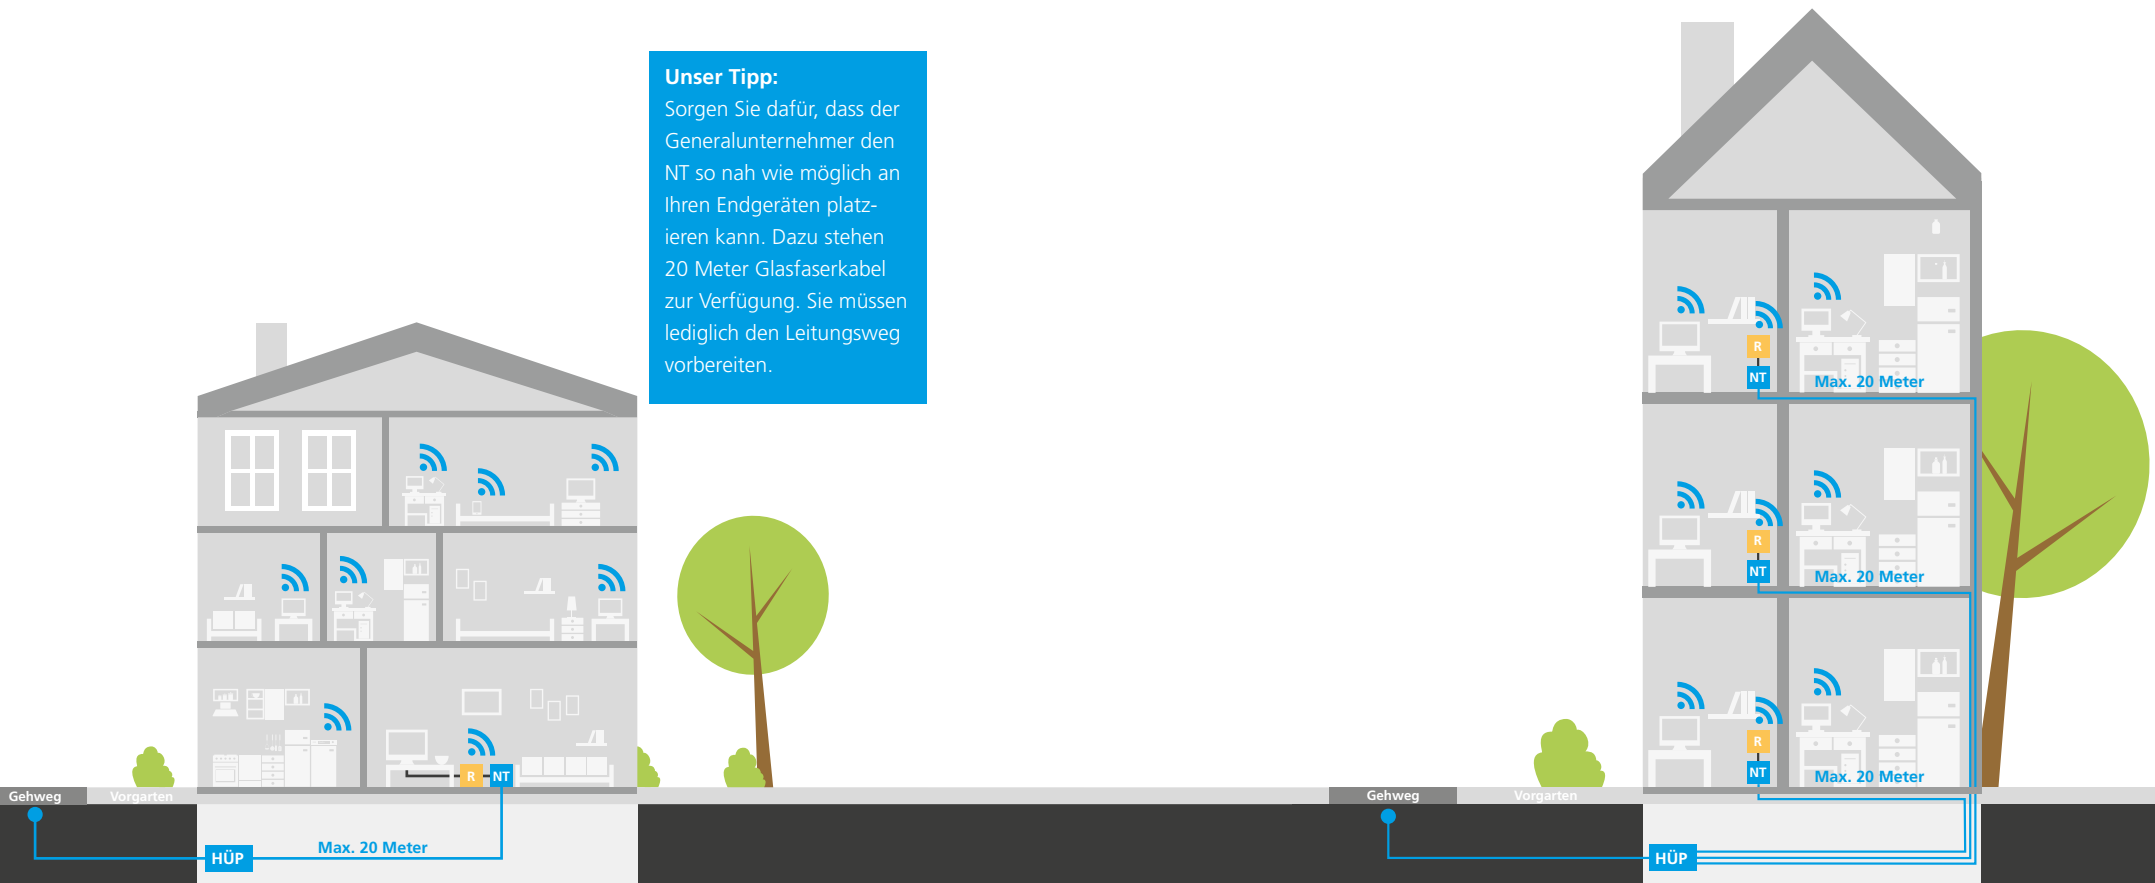 Unser Tipp:
Sorgen Sie dafür, dass der
Generalunternehmer den
NT so nah wie möglich an
Ihren Endgeräten platz-
ieren kann. Dazu stehen
20 Meter Glasfaserkabel
zur Verfügung. Sie müssen
lediglich den Leitungsweg
vorbereiten.
R NT
Gehweg Vorgarten
HÜP Max. 20 Meter
R
NT Max. 20 Meter
R
NT Max. 20 Meter
R
NT Max. 20 Meter
Gehweg Vorgarten
HÜP